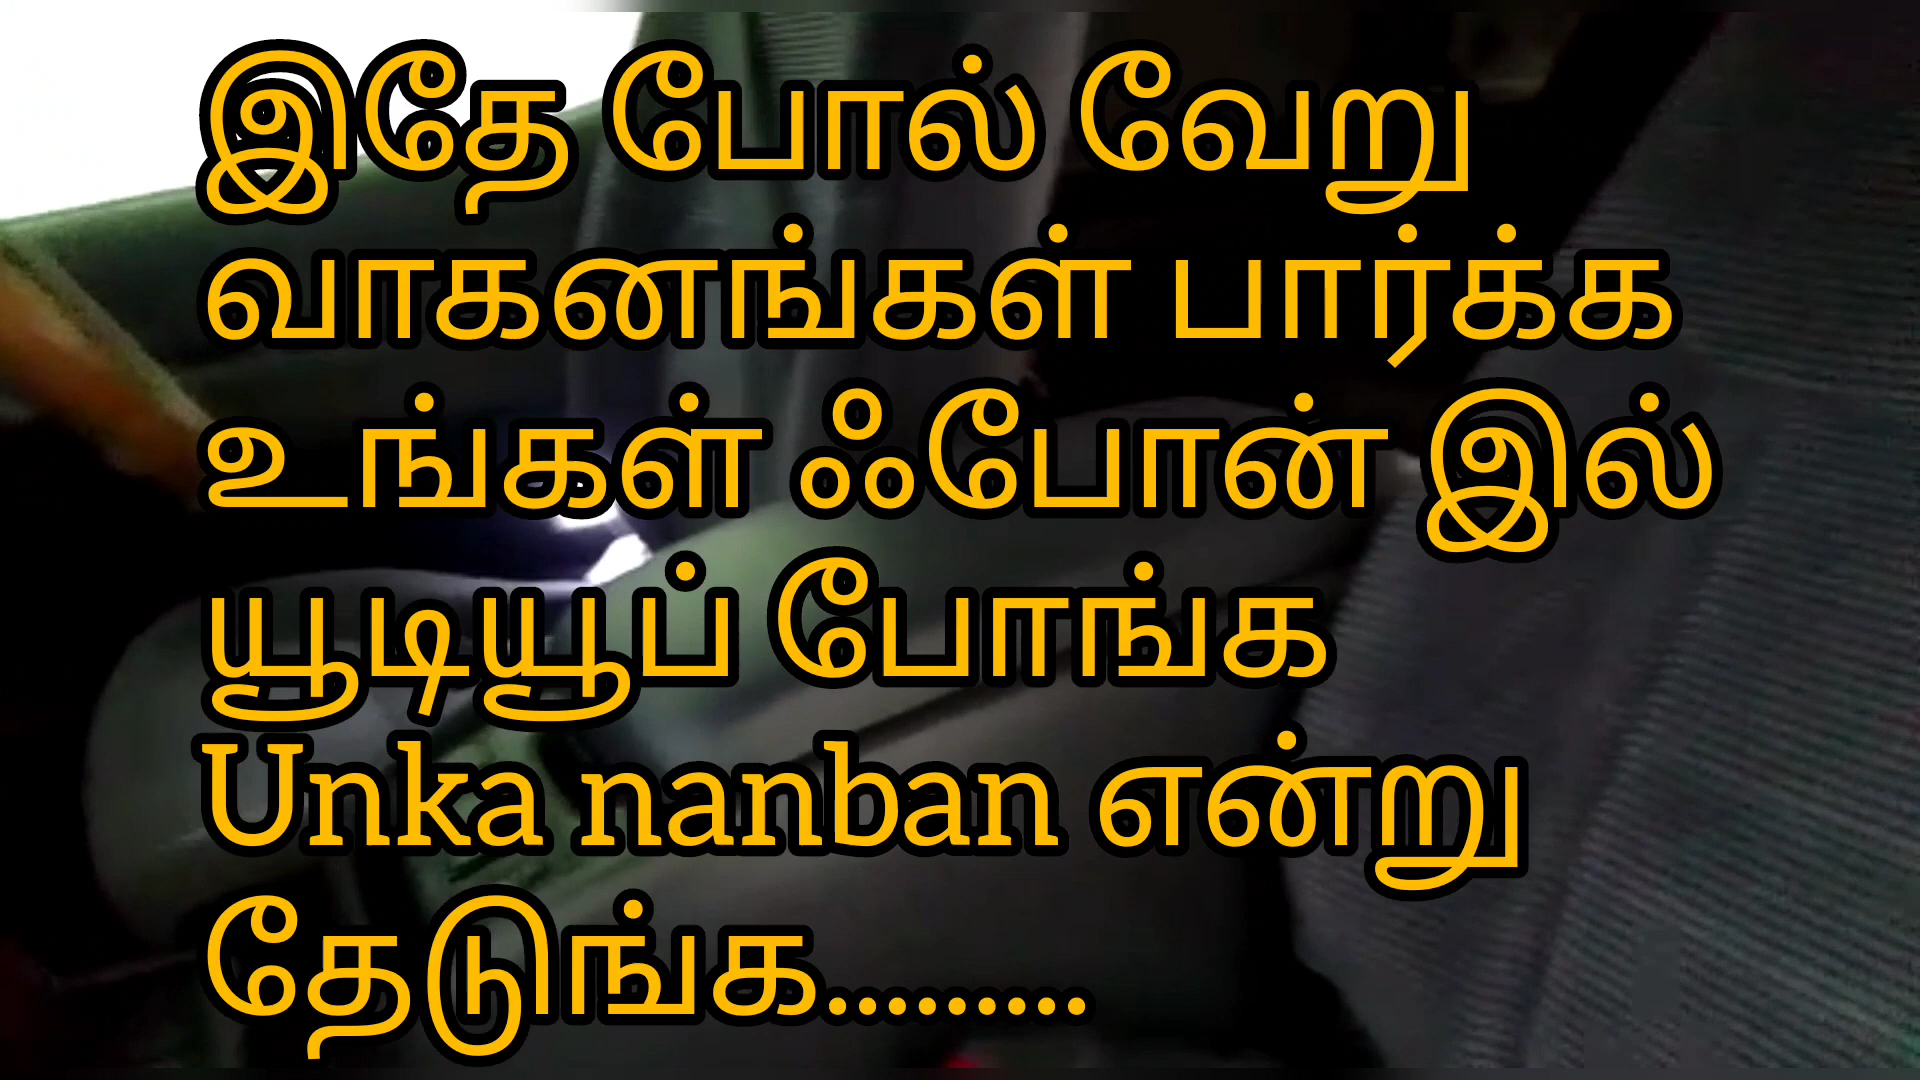 இதே போல் வேறு
வாகனங்கள் பார்க்க
உங்கள் ஃபோன் இல்
யூடியூப் போங்க
Unka nanban என்று
தேடுங்க.........